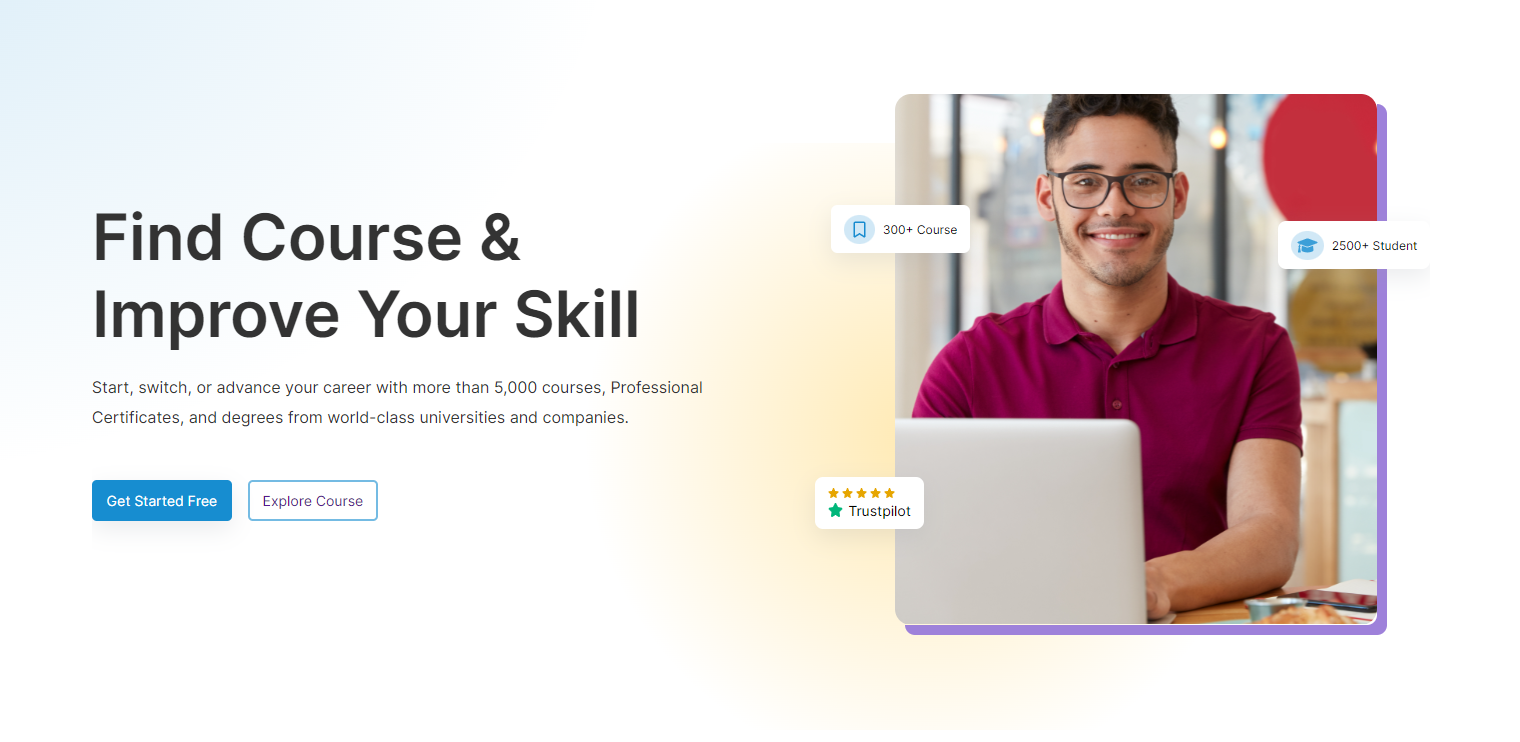 Find Course &
Improve Your Skill
Start, switch, or advance your career with more than 5,000 courses, Professional
Certificates, and degrees from world-class universities and companies.
Get Started Free
Explore Course
300+ Course
2500+ Student
Trustpilot